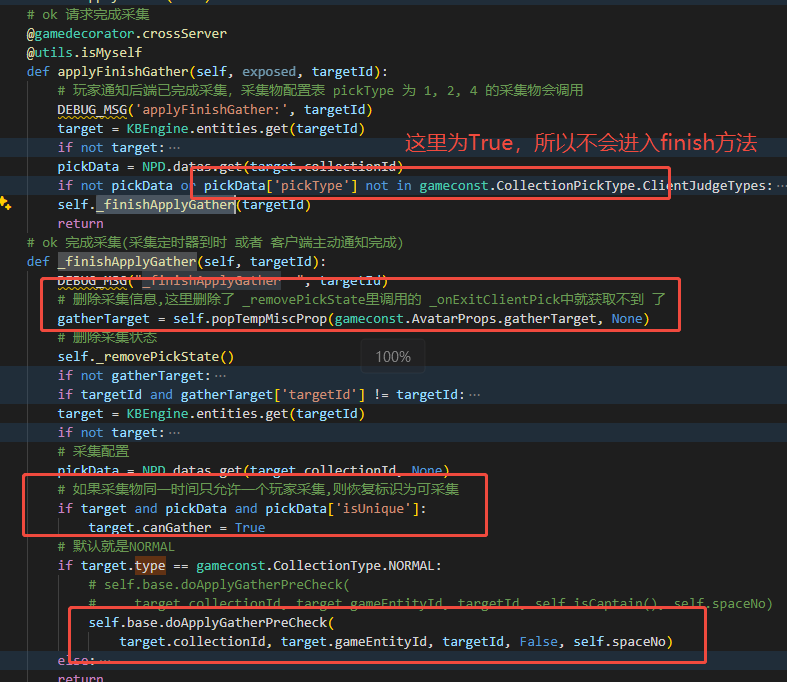 # ok 请求完成采集
@gamedecorator.crossServer
@utils.isMyself
def applyFinishGather(self, exposed, targetId):
# 玩家通知后端已完成采集，采集物配置表 pickType 为 1, 2, 4 的采集物会调用
DEBUG_MSG('applyFinishGather:', targetId)
target = KBEngine.entities.get(targetId)
if not target:…
这里为True，所以不会进入finish方法
pickData = NPD.datas.get(target.collectionId)
if not pickData or pickData['pickType'] not in gameconst.CollectionPickType.ClientJudgeTypes:…
self._finishApplyGather(targetId)
return
# ok 完成采集(采集定时器到时 或者 客户端主动通知完成)
def _finishApplyGather(self, targetId):
DEBUG_MSG("_finishApplyGather ", targetId)
# 删除采集信息,这里删除了 _removePickState里调用的 _onExitClientPick中就获取不到 了
gatherTarget = self.popTempMiscProp(gameconst.AvatarProps.gatherTarget, None)
# 删除采集状态
self._removePickState()
100%
if not gatherTarget:…
if targetId and gatherTarget['targetId'] != targetId:…
target = KBEngine.entities.get(targetId)
if not target:…
# 采集配置
pickData = NPD.datas.get(target.collectionId, None)
# 如果采集物同一时间只允许一个玩家采集,则恢复标识为可采集
if target and pickData and pickData['isUnique']:
target.canGather = True
# 默认就是NORMAL
if target.type == gameconst.CollectionType.NORMAL:
# self.base.doApplyGatherPreCheck(
# target.collectionId, target.gameEntityId, targetId, self.isCaptain(), self.spaceNo)
self.base.doApplyGatherPreCheck(
target.collectionId, target.gameEntityId, targetId, False, self.spaceNo)
else:…
return